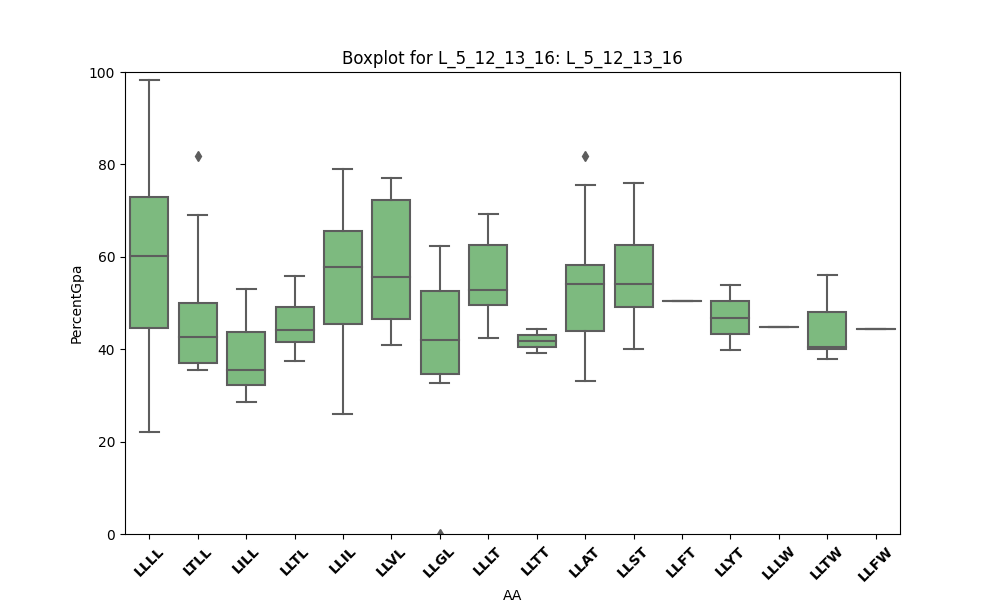 Boxplot for L_5_12_13_16: L_5_12_13_16
100
80
60
40
20
0
PercentGpa
LLLL LTLL LILL LLTL LLIL LLVL LLGL LLLT LLTT LLAT LLST LLFT LLYT LLLW LLTW LLFW
AA